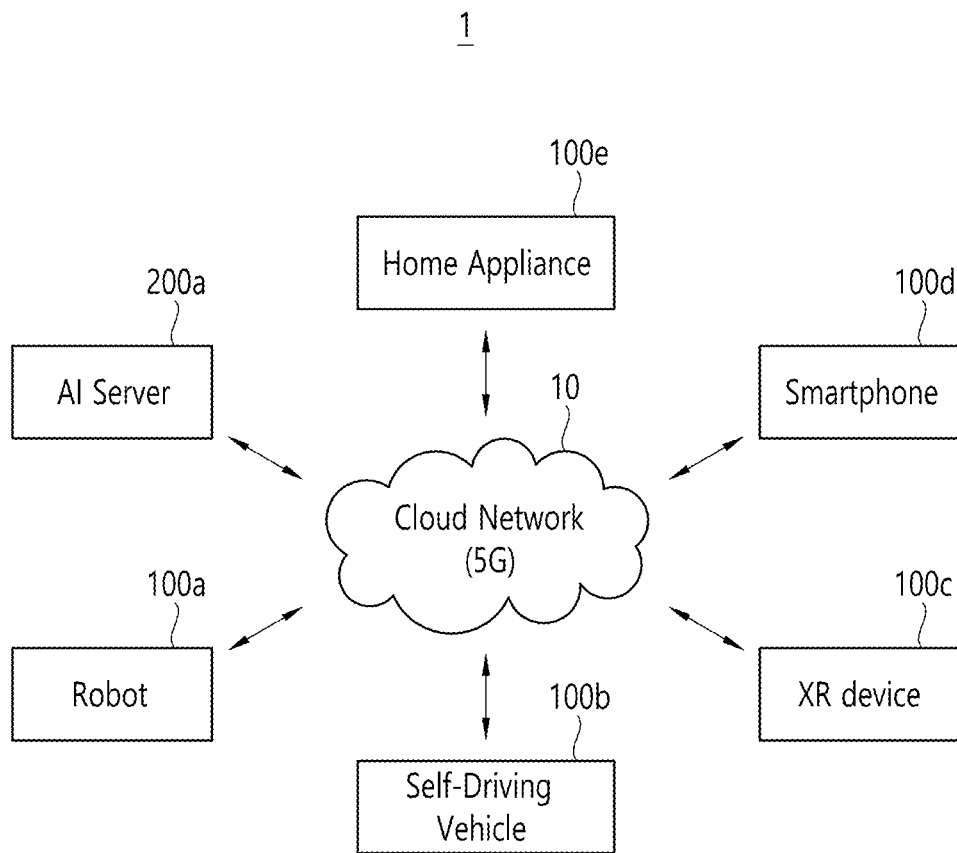 1
100e
Home Appliance
200a
AI Server
100d
Smartphone
10
Cloud Network
(5G)
100a
Robot
100c
XR device
100b
Self-Driving
Vehicle